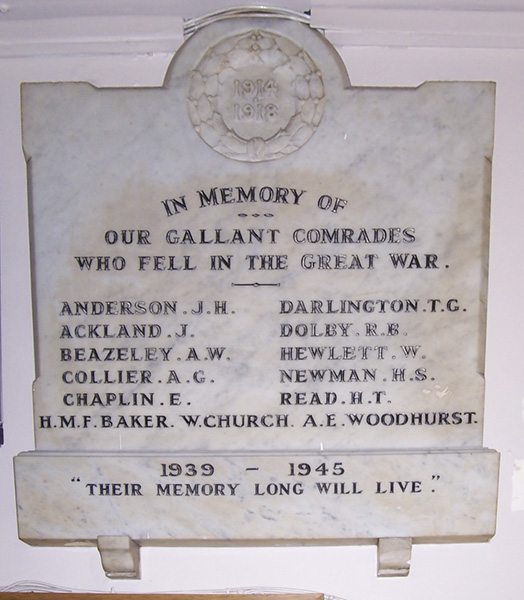 1914
1918
IN MEMORY OF
OUR GALLANT COMRADES
WHO FELL IN THE GREAT WAR.
ANDERSON.J.H. DARLINGTON.T.G.
ACKLAND.J. DOLBY.R.B.
BEAZELEY.A.W. HEWLETT.W.
COLLIER.A.G. NEWMAN.H.S.
CHAPLIN.E. READ.H.T.
H.M.F.BAKER. W.CHURCH. A.E.WOODHURST.
1939 - 1945
"THEIR MEMORY LONG WILL LIVE."